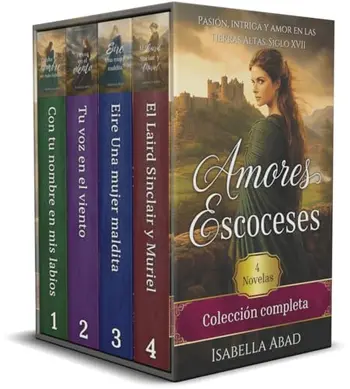 PASIÓN, INTRIGA Y AMOR EN LAS
TIERRAS ALTAS. SIGLO XVII
Amores
Escoceses
4
Novelas
Colección completa
ISABELLA ABAD
Con tu nombre en mis labios
1
Tu voz en el viento
2
Eire Una mujer maldita
3
El Laird Sinclair y Muriel
4